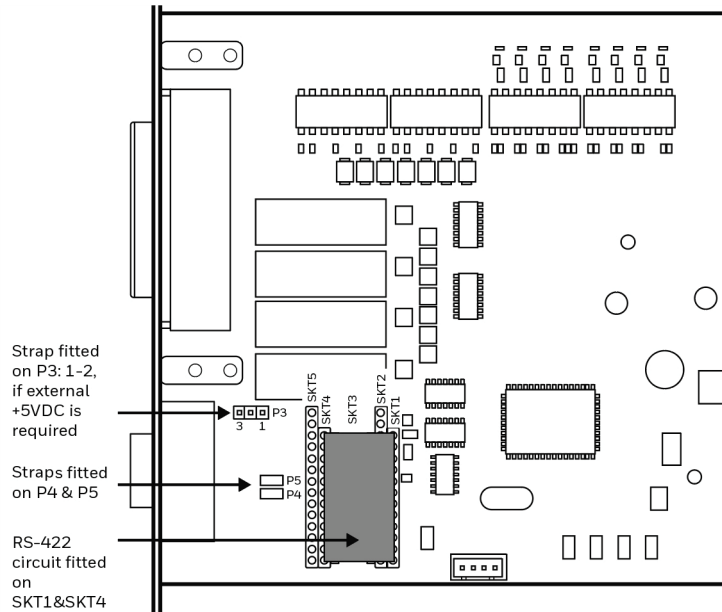 Strap fitted
on P3: 1-2,
if external
+5VDC is
required
Straps fitted
on P4 & P5
RS-422
circuit fitted
on
SKT1&SKT4
P3
3 1
P5
P4
SKT5
SKT4
SKT3
SKT2
SKT1